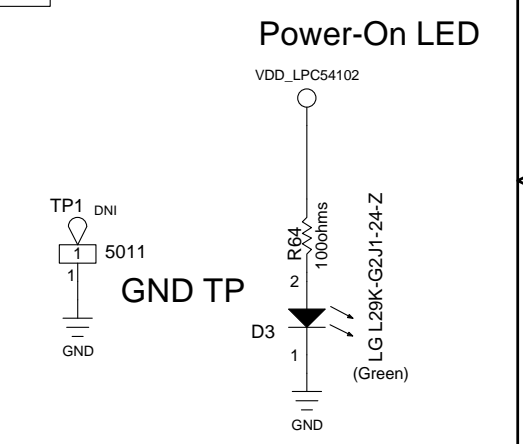 Power-On LED
VDD_LPC54102
TP1 DNI
1 5011
1
GND TP
GND
R64
100ohms
2
D3
1
LG L29K-G2J1-24-Z
(Green)
GND